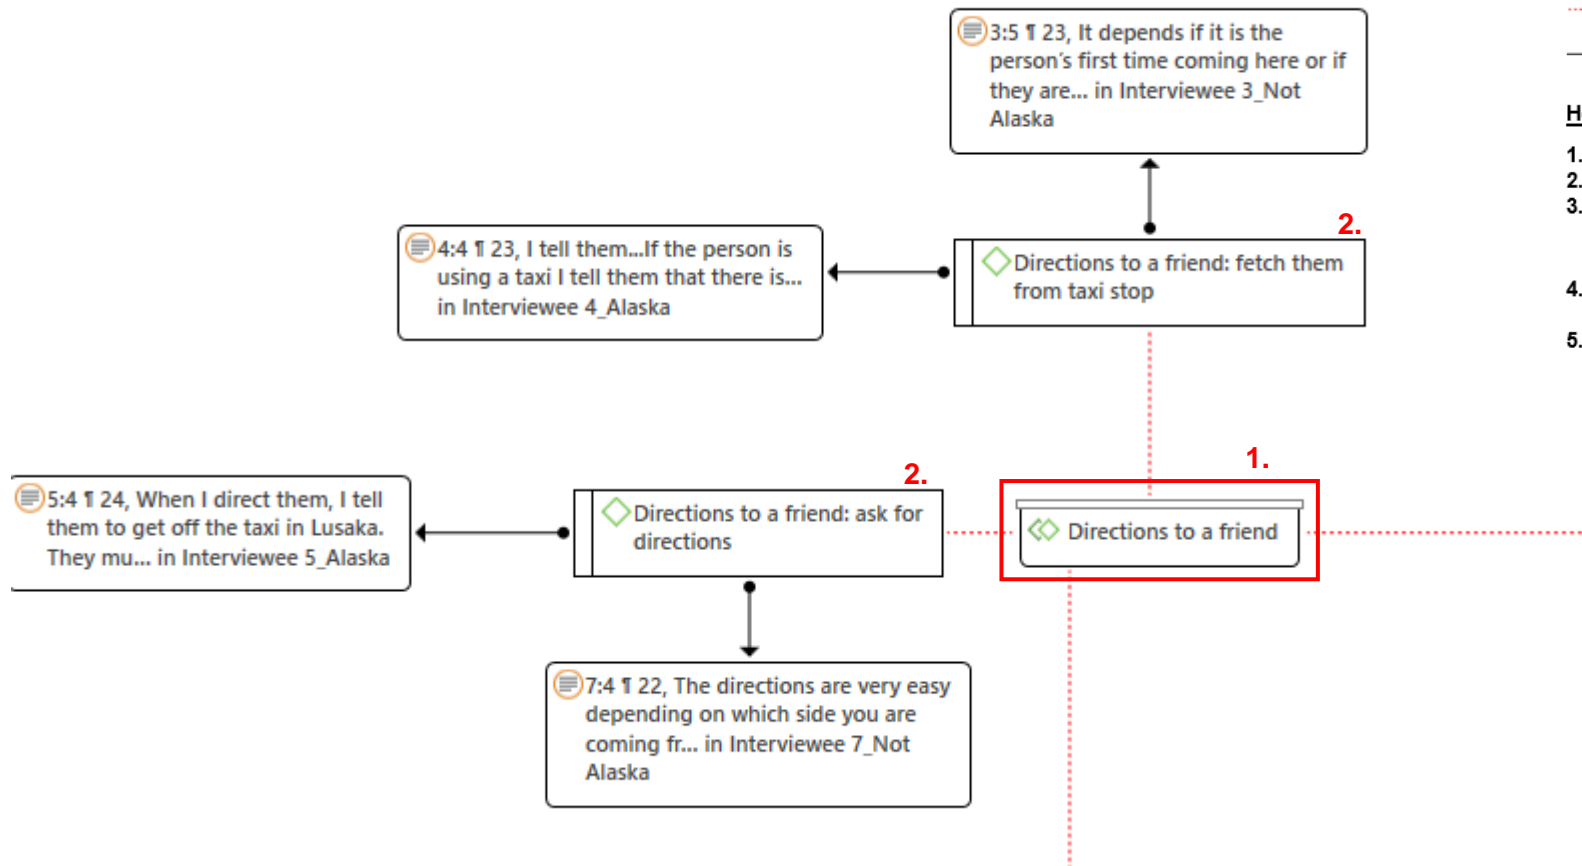 3:5 ¶ 23, It depends if it is the
person's first time coming here or if
they are... in Interviewee 3_Not
Alaska
H
1.
2.
3.
4.
5.
2.
4:4 ¶ 23, I tell them...If the person is
using a taxi I tell them that there is...
in Interviewee 4_Alaska
Directions to a friend: fetch them
from taxi stop
1.
2.
5:4 ¶ 24, When I direct them, I tell
them to get off the taxi in Lusaka.
They mu... in Interviewee 5_Alaska
Directions to a friend: ask for
directions
Directions to a friend
7:4 ¶ 22, The directions are very easy
depending on which side you are
coming fr... in Interviewee 7_Not
Alaska